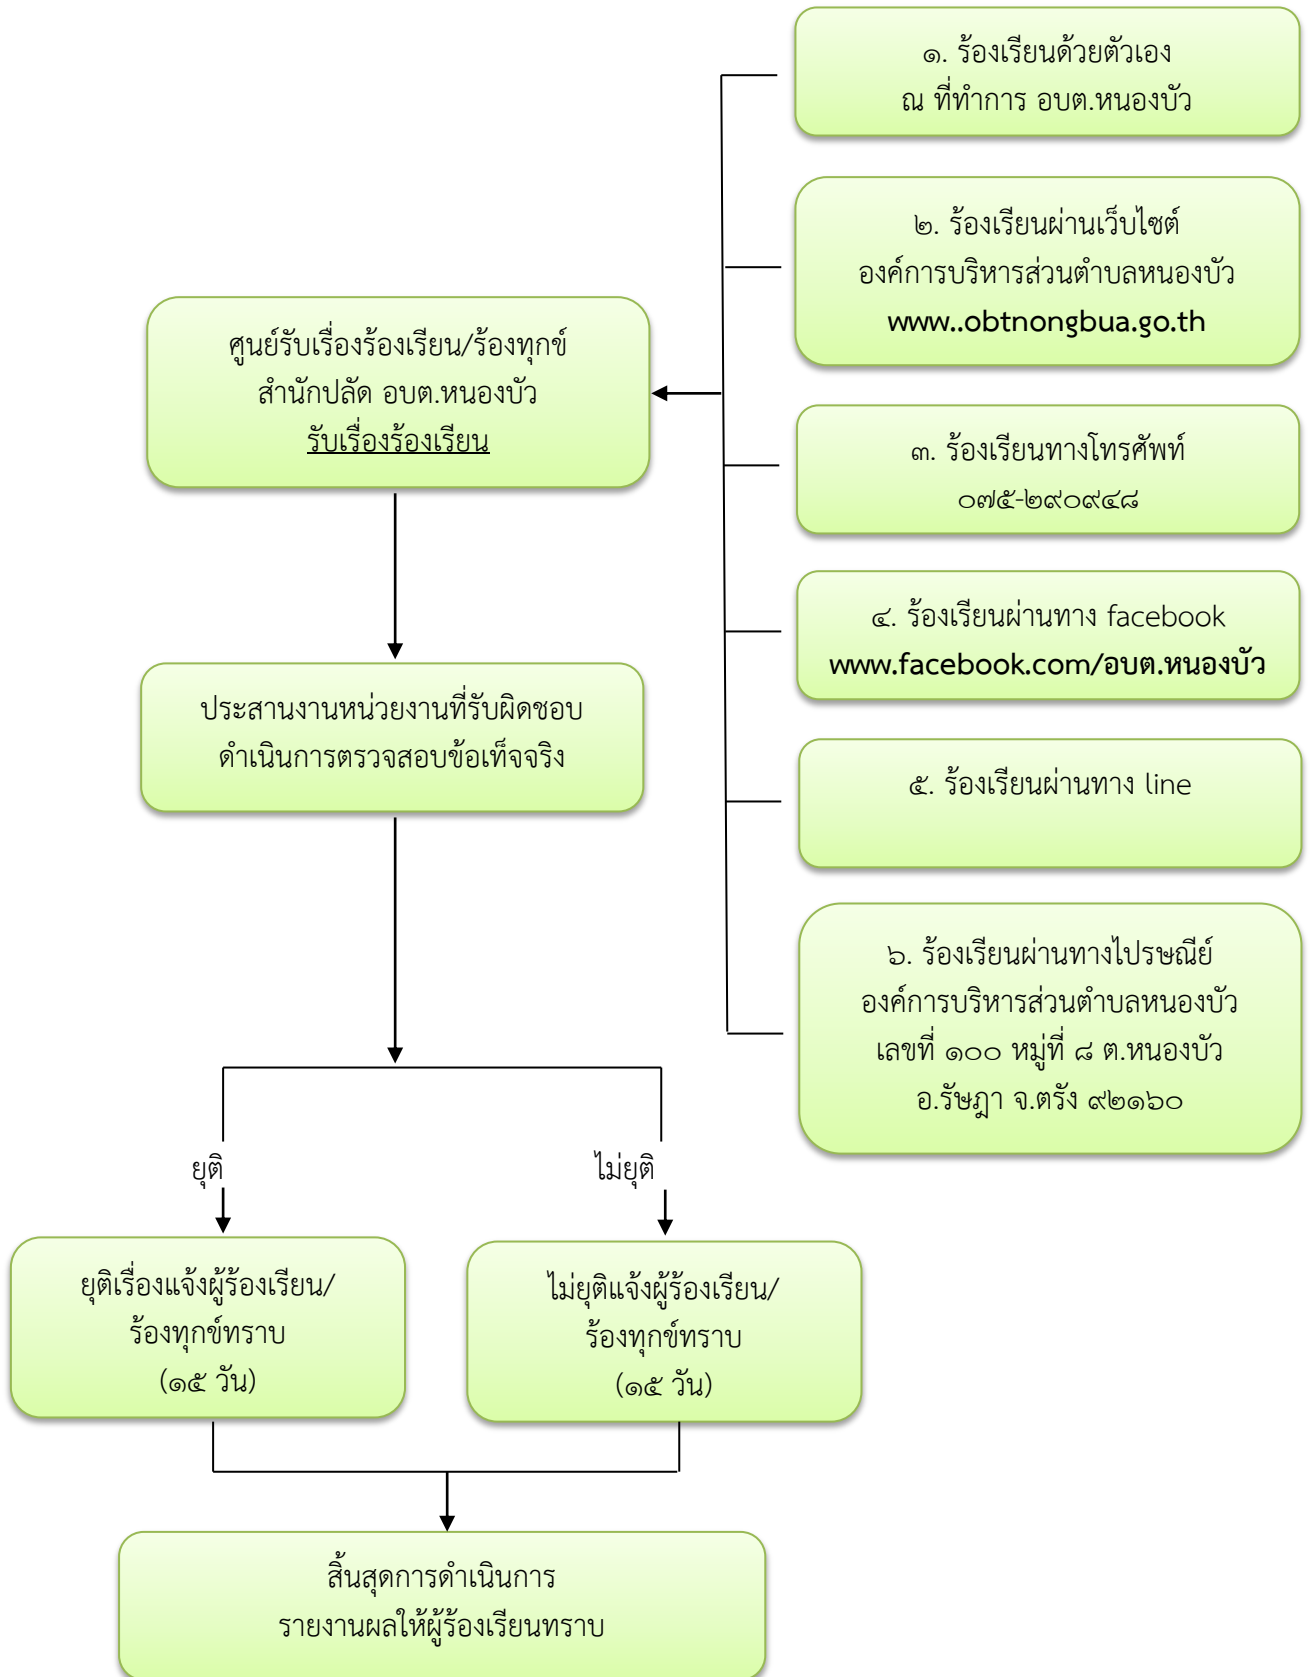 ๑. ร้องเรียนด้วยตัวเอง
ณ ที่ทำการ อบต.หนองบัว
๒. ร้องเรียนผ่านเว็บไซต์
องค์การบริหารส่วนตำบลหนองบัว
www..obtnongbua.go.th
ศูนย์รับเรื่องร้องเรียน/ร้องทุกข์
สำนักปลัด อบต.หนองบัว
รับเรื่องร้องเรียน
๓. ร้องเรียนทางโทรศัพท์
๐๗๕-๒๙๐๙๔๘
๔. ร้องเรียนผ่านทาง facebook
www.facebook.com/อบต.หนองบัว
ประสานงานหน่วยงานที่รับผิดชอบ
ดำเนินการตรวจสอบข้อเท็จจริง
๕. ร้องเรียนผ่านทาง line
๖. ร้องเรียนผ่านทางไปรษณีย์
องค์การบริหารส่วนตำบลหนองบัว
เลขที่ ๑๐๐ หมู่ที่ ๘ ต.หนองบัว
อ.รัษฎา จ.ตรัง ๙๒๑๖๐
ยุติ
ไม่ยุติ
ยุติเรื่องแจ้งผู้ร้องเรียน/
ร้องทุกข์ทราบ
(๑๕ วัน)
ไม่ยุติแจ้งผู้ร้องเรียน/
ร้องทุกข์ทราบ
(๑๕ วัน)
สิ้นสุดการดำเนินการ
รายงานผลให้ผู้ร้องเรียนทราบ